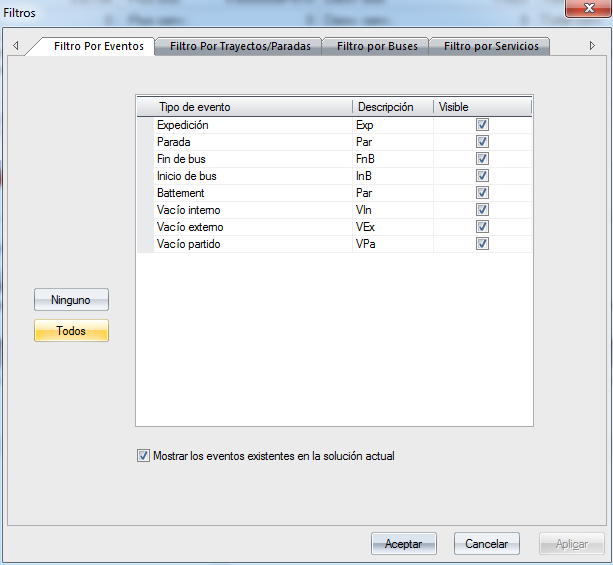 Filtros
Filtro Por Eventos Filtro Por Trayectos/Paradas Filtro por Buses Filtro por Servicios
Tipo de evento Descripción Visible
Expedición Exp
Parada Par
Fin de bus FnB
Inicio de bus InB
Battement Par
Vacío interno VIn
Vacío externo VEx
Vacío partido VPa
Ninguno
Todos
Mostrar los eventos existentes en la solución actual
Aceptar Cancelar Aplicar